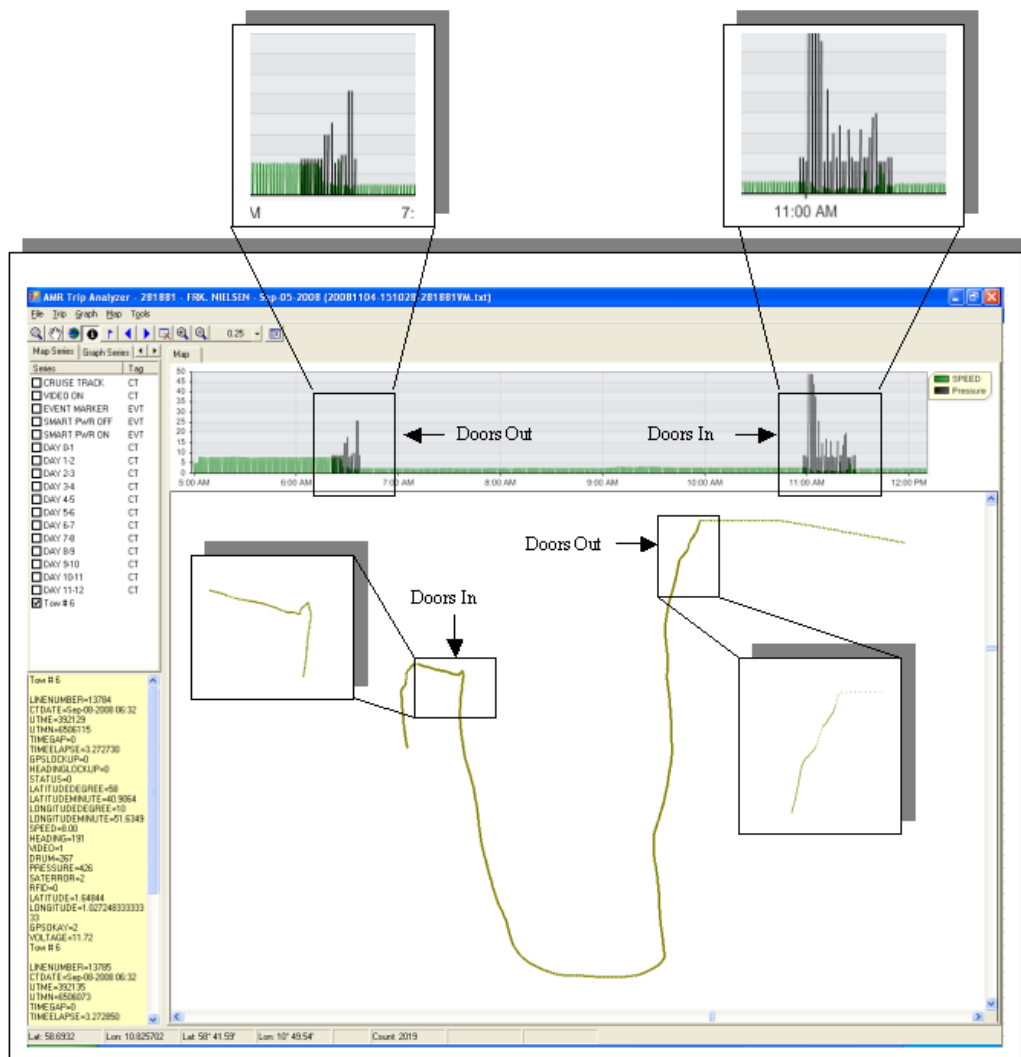 M 7:
11:00 AM
AMR Trip Analyzer - 281881 - FRK. NIELSEN - Sep-05-2008 (20081104-151028-281881VM.txt)
File Trip Graph Map Tools
0.25
Map Series Graph Series
Map
Series Tag
CRUISE TRACK CT
VIDEO ON CT
EVENT MARKER EVT
SMART PWR OFF EVT
SMART PWR ON EVT
DAY 0-1 CT
DAY 1-2 CT
DAY 2-3 CT
DAY 3-4 CT
DAY 4-5 CT
DAY 5-6 CT
DAY 6-7 CT
DAY 7-8 CT
DAY 8-9 CT
DAY 9-10 CT
DAY 10-11 CT
DAY 11-12 CT
Tow # 6
50
45
40
35
30
25
20
15
10
5
0
5:00 AM 6:00 AM 7:00 AM 8:00 AM 9:00 AM 10:00 AM 11:00 AM 12:00 PM
SPEED
Pressure
Doors Out
Doors In
Doors Out
Doors In
Tow # 6
LINENUMBER=13784
CTDATE=Sep-08-2008 06:32
UTME=392129
UTMN=6506115
TIMEGAP=0
TIMEELAPSE=3.272730
GPSLOCKUP=0
HEADINGLOCKUP=0
STATUS=0
LATITUDEDEGREE=58
LATITUDEMINUTE=40.9064
LONGITUDEDEGREE=10
LONGITUDEMINUTE=51.6349
SPEED=8.00
HEADING=191
VIDEO=1
DRUM=267
PRESSURE=426
SATERROR=2
RFID=0
LATITUDE=1.64844
LONGITUDE=1.027248333333
33
GPSOKAY=2
VOLTAGE=11.72
Tow # 6
LINENUMBER=13785
CTDATE=Sep-08-2008 06:32
UTME=392135
UTMN=6506073
TIMEGAP=0
TIMEELAPSE=3.272850
Lat: 58.6932 Lon: 10.825702 Lat: 58° 41.59' Lon: 10° 49.54' Count: 2019